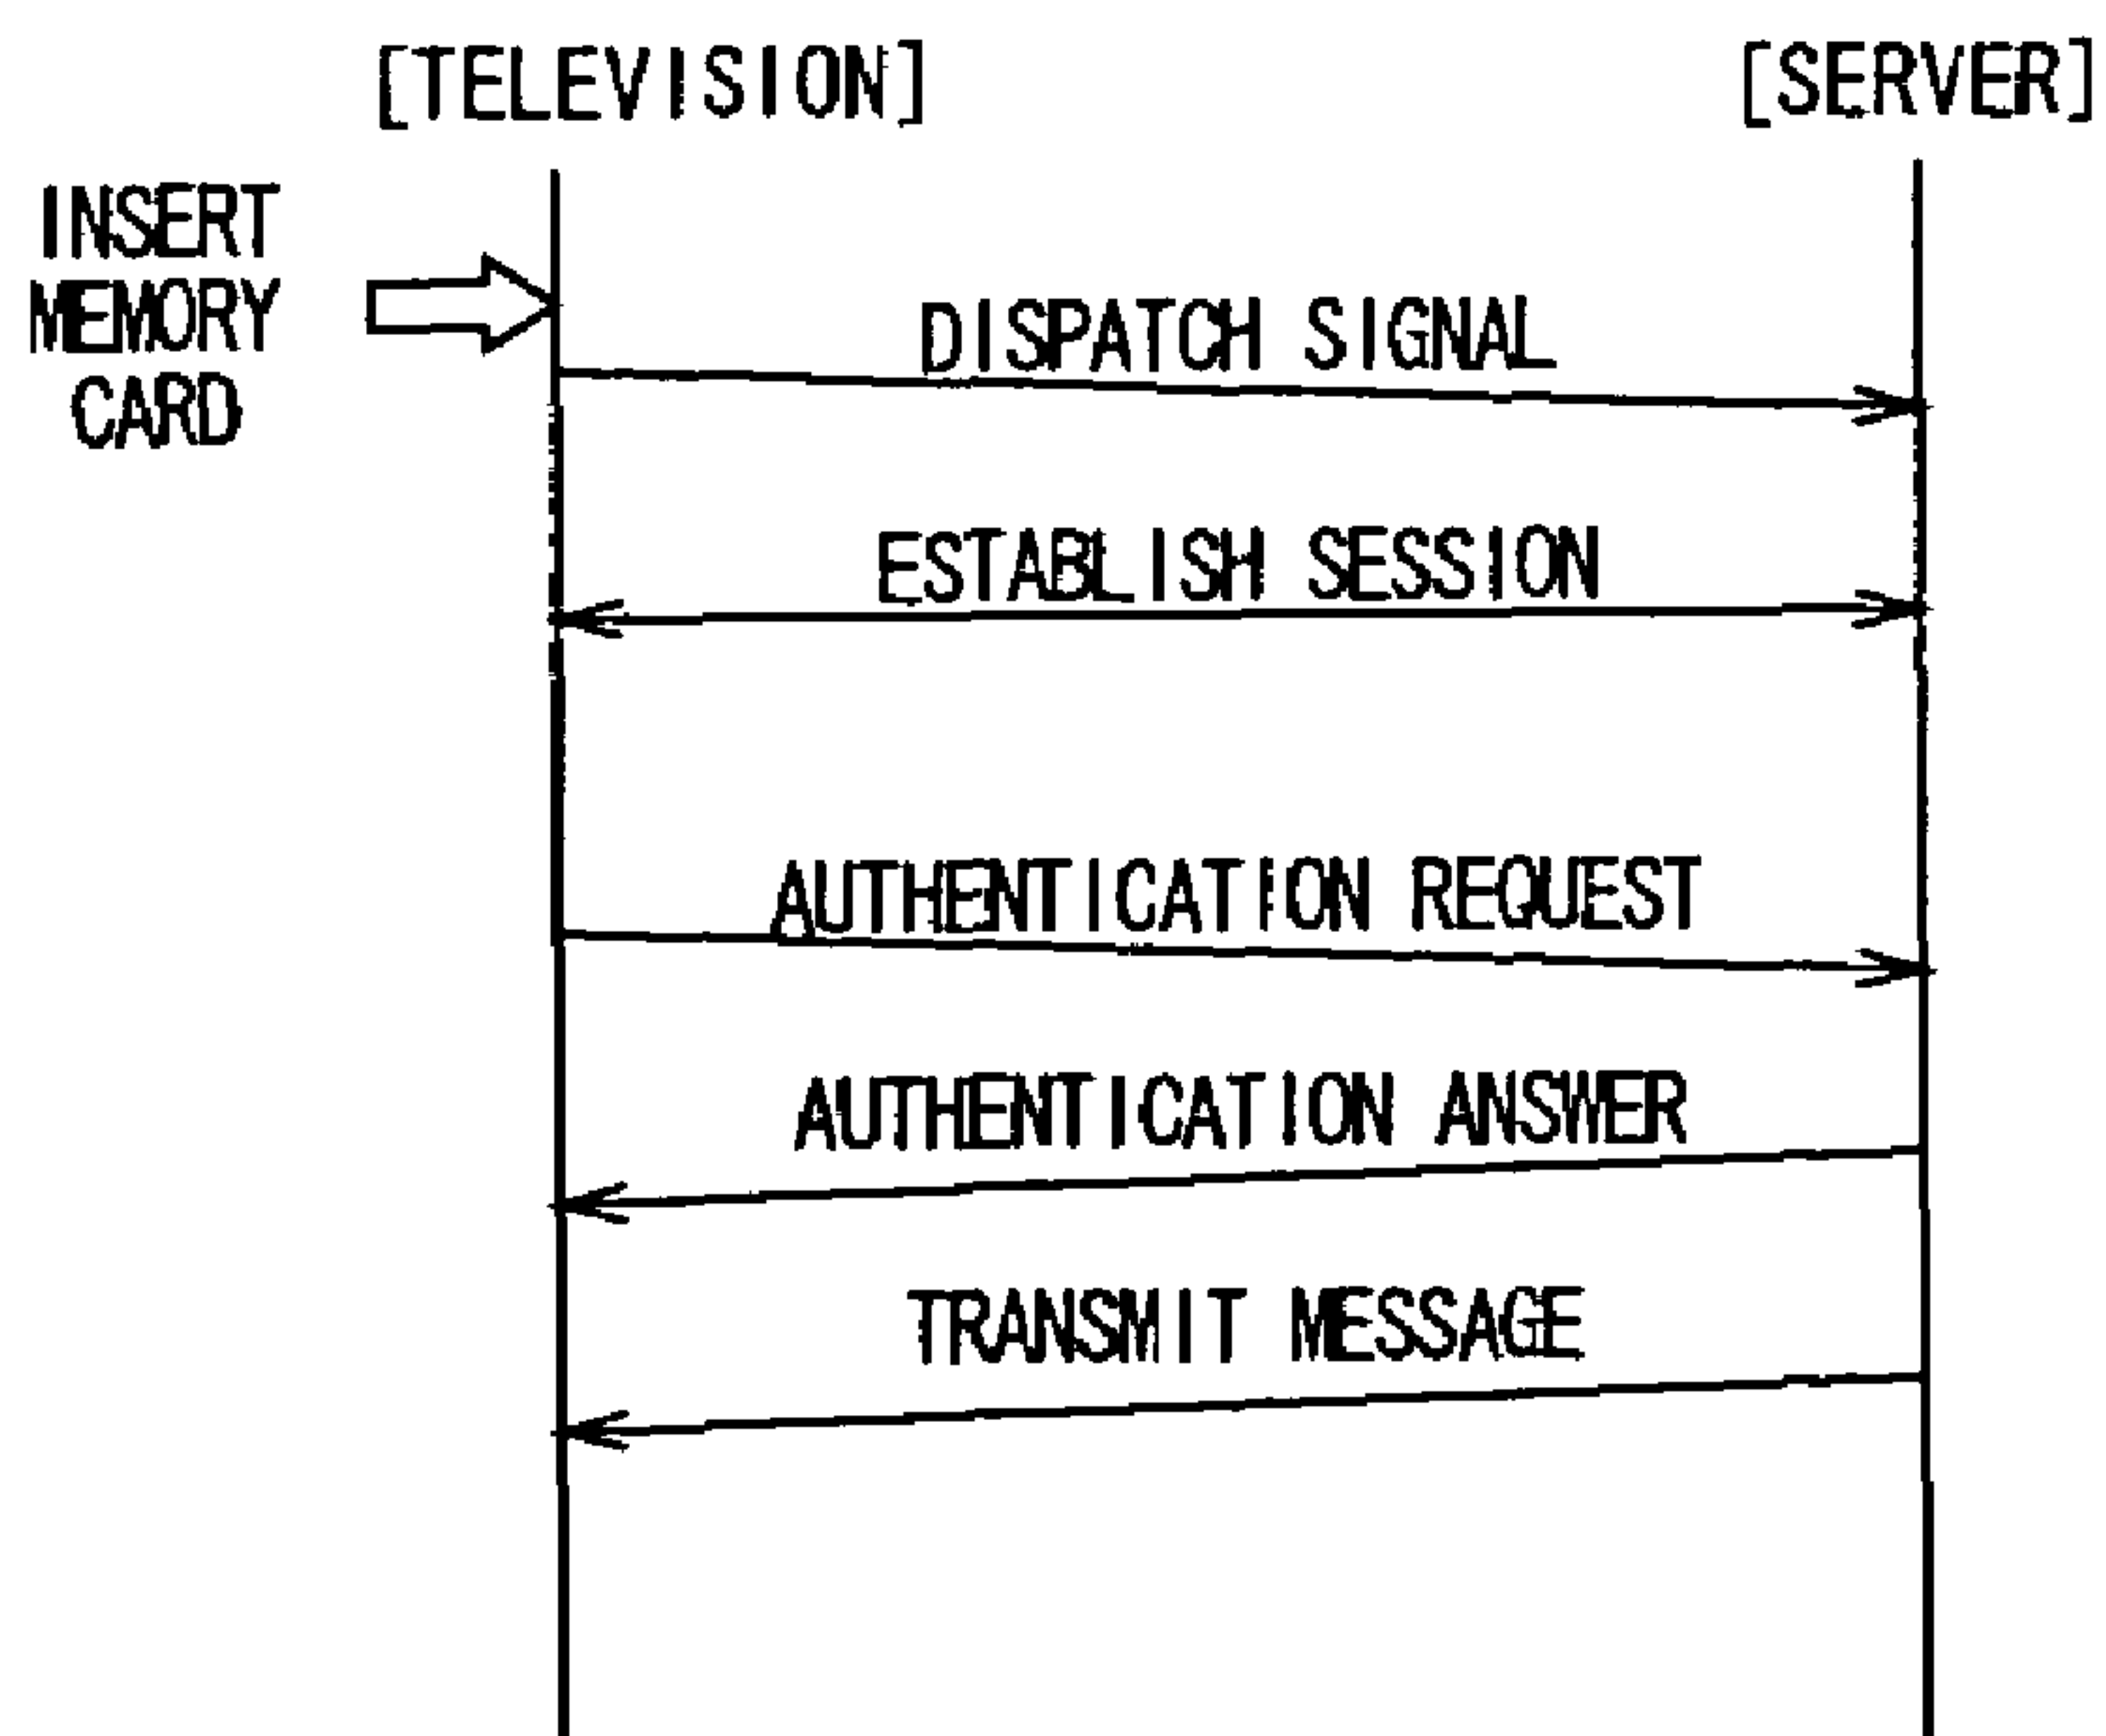 [TELEVISION]
[SERVER]
INSERT
MEMORY
CARD
DISPATCH SIGNAL
ESTABLISH SESSION
AUTHENTICATION REQUEST
AUTHENTICATION ANSWER
TRANSMIT MESSAGE